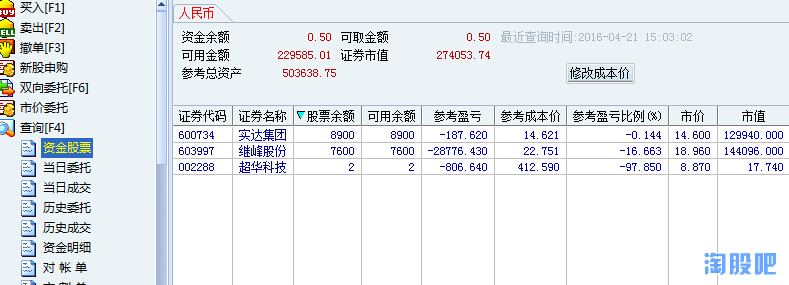 买入[F1]
卖出[F2]
撤单[F3]
新股申购
双向委托[F6]
市价委托
查询[F4]
资金股票
当日委托
当日成交
历史委托
历史成交
资金明细
对 帐 单
人民币
资金余额 0.50 可取金额 0.50 最近查询时间:2016-04-21 15:03:02
可用金额 229585.01 证券市值 274053.74
参考总资产 503638.75
修改成本价
证券代码 证券名称 股票余额 可用余额 参考盈亏 参考成本价 参考盈亏比例(%) 市价 市值
600734 实达集团 8900 8900 -187.620 14.621 -0.144 14.600 129940.000
603997 继峰股份 7600 7600 -28776.430 22.751 -16.663 18.960 144096.000
002288 超华科技 2 2 -806.640 412.590 -97.850 8.870 17.740
淘股吧